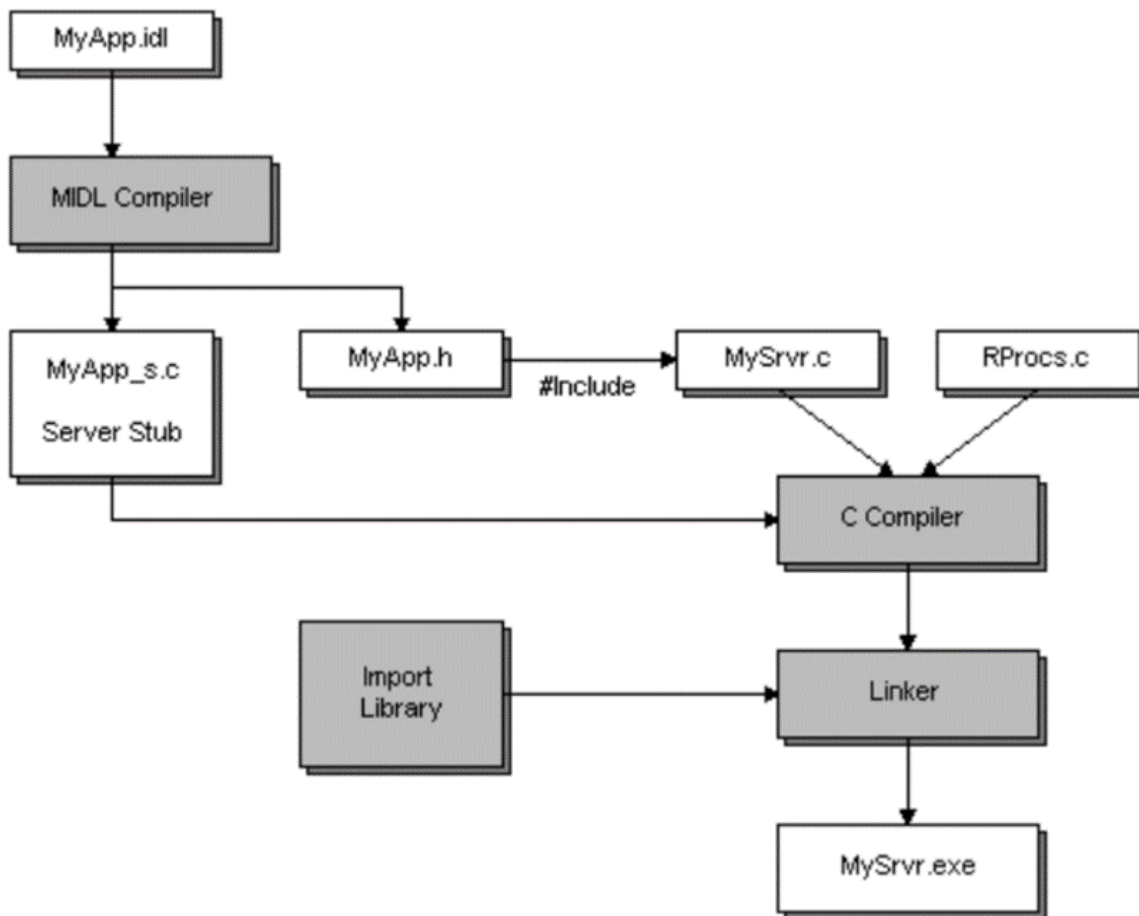 MyApp.idl
MIDL Compiler
MyApp_s.c
Server Stub
MyApp.h
#Include
MySrvr.c
RProcs.c
C Compiler
Import
Library
Linker
MySrvr.exe